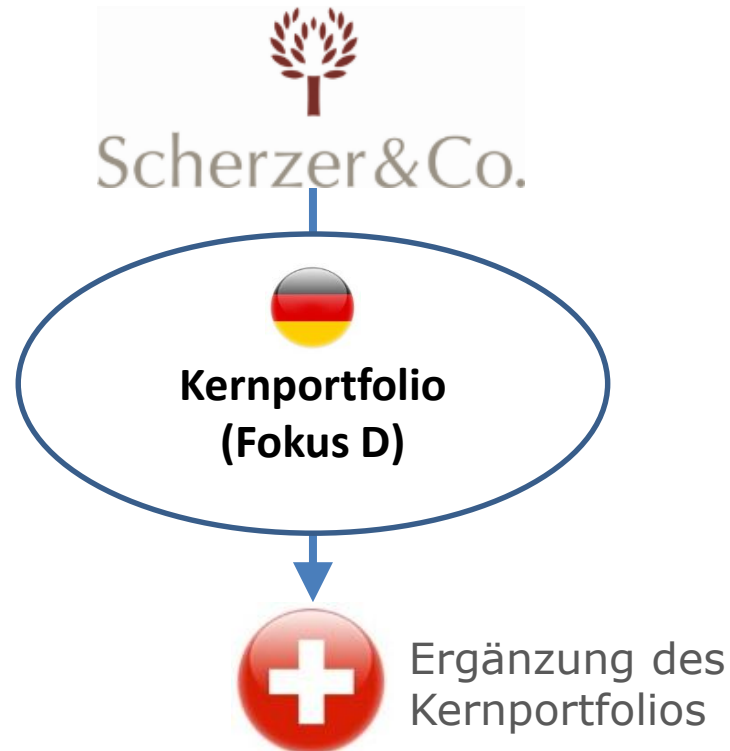 Scherzer & Co.
Kernportfolio
(Fokus D)
Ergänzung des
Kernportfolios